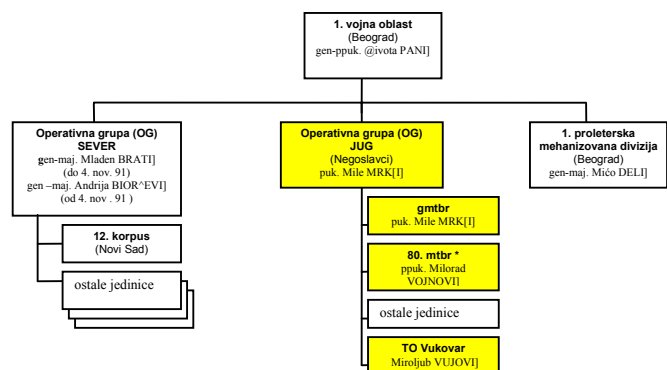 1. vojna oblast
(Beograd)
gen-ppuk. @ivota PANI]
Operativna grupa (OG)
SEVER
gen-maj. Mladen BRATI]
(do 4. nov. 91)
gen –maj. Andrija BIOR^EVI]
(od 4. nov . 91 )
12. korpus
(Novi Sad)
ostale jedinice
Operativna grupa (OG)
JUG
(Negoslavci)
puk. Mile MRK[I]
gmtbr
puk. Mile MRK[I]
80. mtbr *
ppuk. Milorad
VOJNOVI]
ostale jedinice
TO Vukovar
Miroljub VUJOVI]
1. proleterska
mehanizovana divizija
(Beograd)
gen-maj. Mićo DELI]